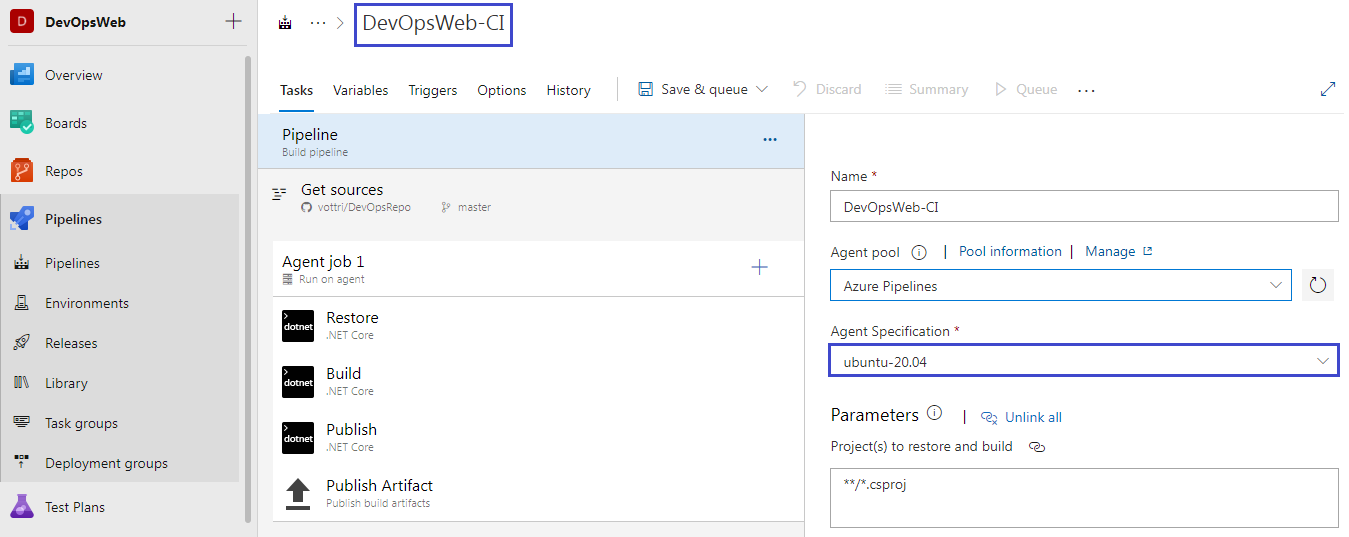 D DevOpsWeb
Overview
Boards
Repos
Pipelines
Pipelines
Environments
Releases
Library
Task groups
Deployment groups
Test Plans
··· > DevOpsWeb-CI
Tasks Variables Triggers Options History Save & queue Discard Summary Queue ···
Pipeline
Build pipeline
Get sources
vottri/DevOpsRepo master
Agent job 1
Run on agent
>
dotnet
Restore
.NET Core
>
dotnet
Build
.NET Core
>
dotnet
Publish
.NET Core
Publish Artifact
Publish build artifacts
Name *
DevOpsWeb-CI
Agent pool | Pool information | Manage
Azure Pipelines
Agent Specification *
ubuntu-20.04
Parameters | Unlink all
Project(s) to restore and build
**/*.csproj